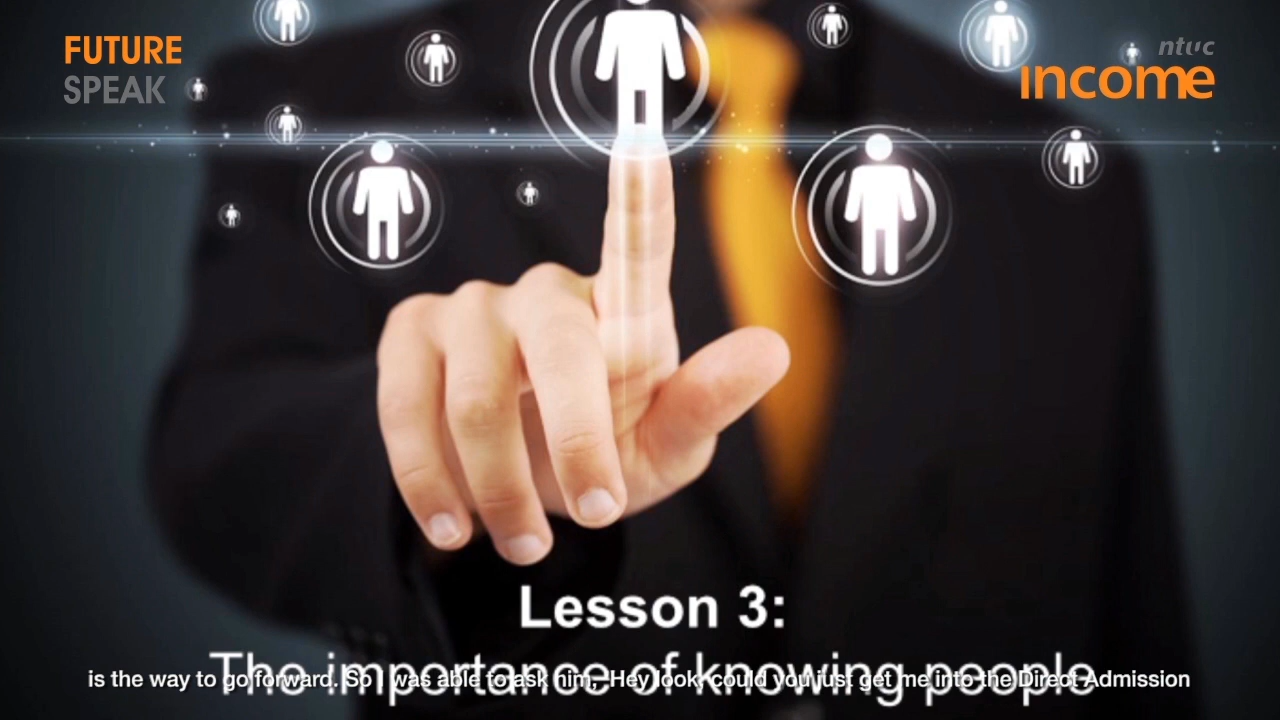 FUTURE
SPEAK
ntuc
income
Lesson 3:
The importance of knowing people
is the way to go forward. So I was able to ask him, "Hey look, could you just get me into the Direct Admission